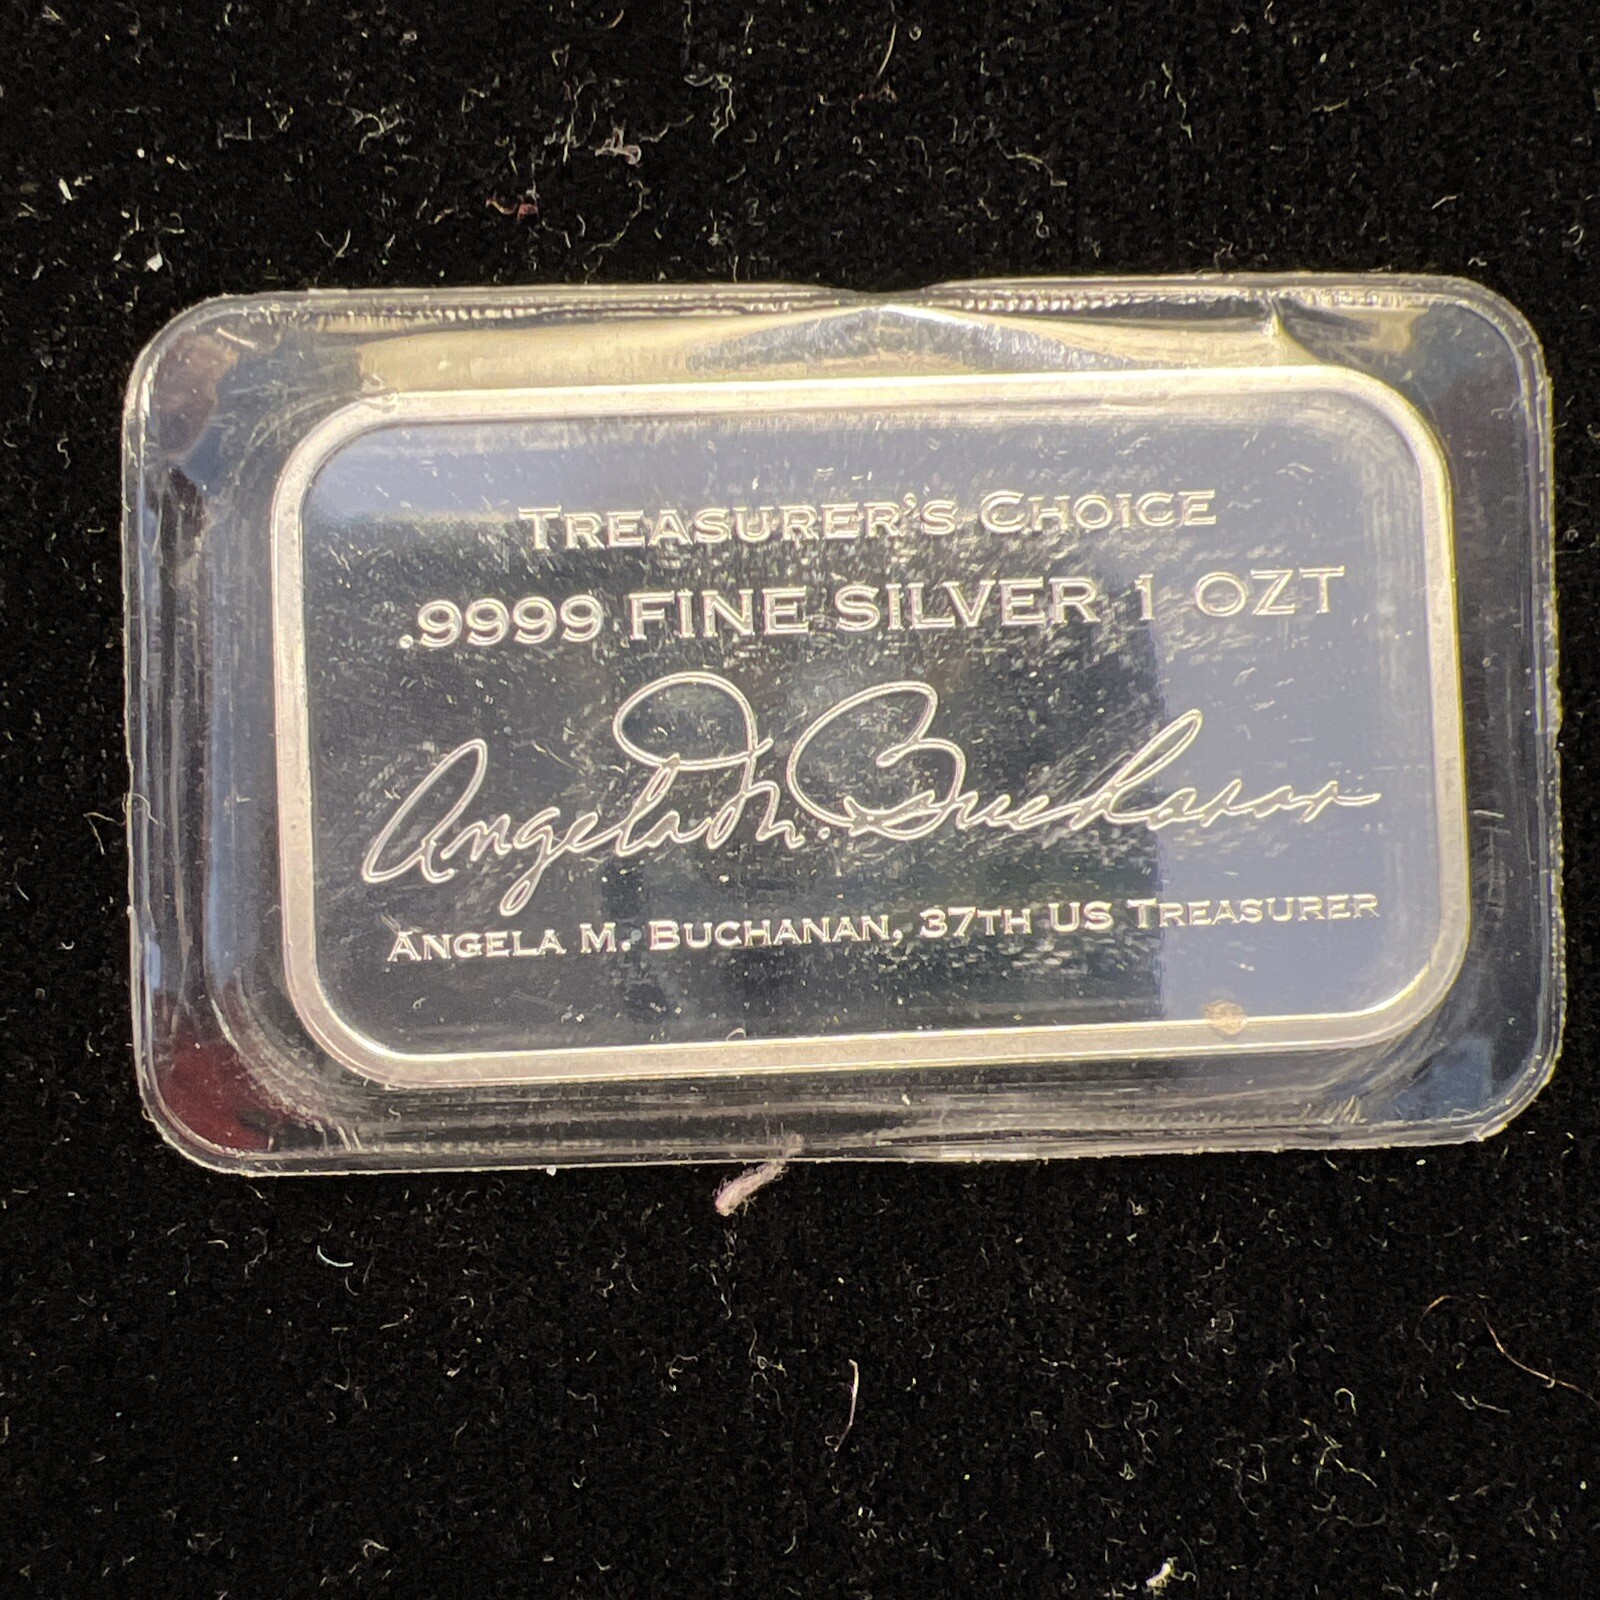 TREASURER'S CHOICE
.9999 FINE SILVER 1 OZT
Angela M. Buchanan
ANGELA M. BUCHANAN, 37TH US TREASURER